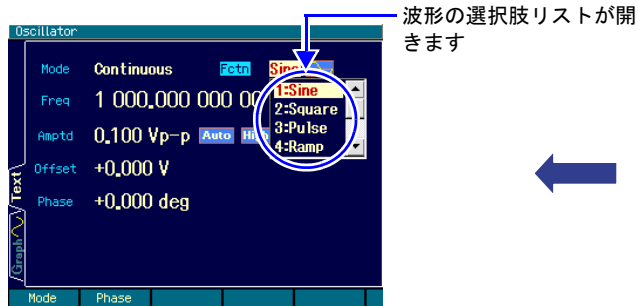 波形の選択肢リストが開
きます
Oscillator
Mode Continuous Fctn Sine
Freq 1 000.000 000 00
1:Sine
2:Square
3:Pulse
4:Ramp
Amptd 0.100 Vp-p Auto High
Offset +0.000 V
Phase +0.000 deg
Text
Graph
Mode Phase